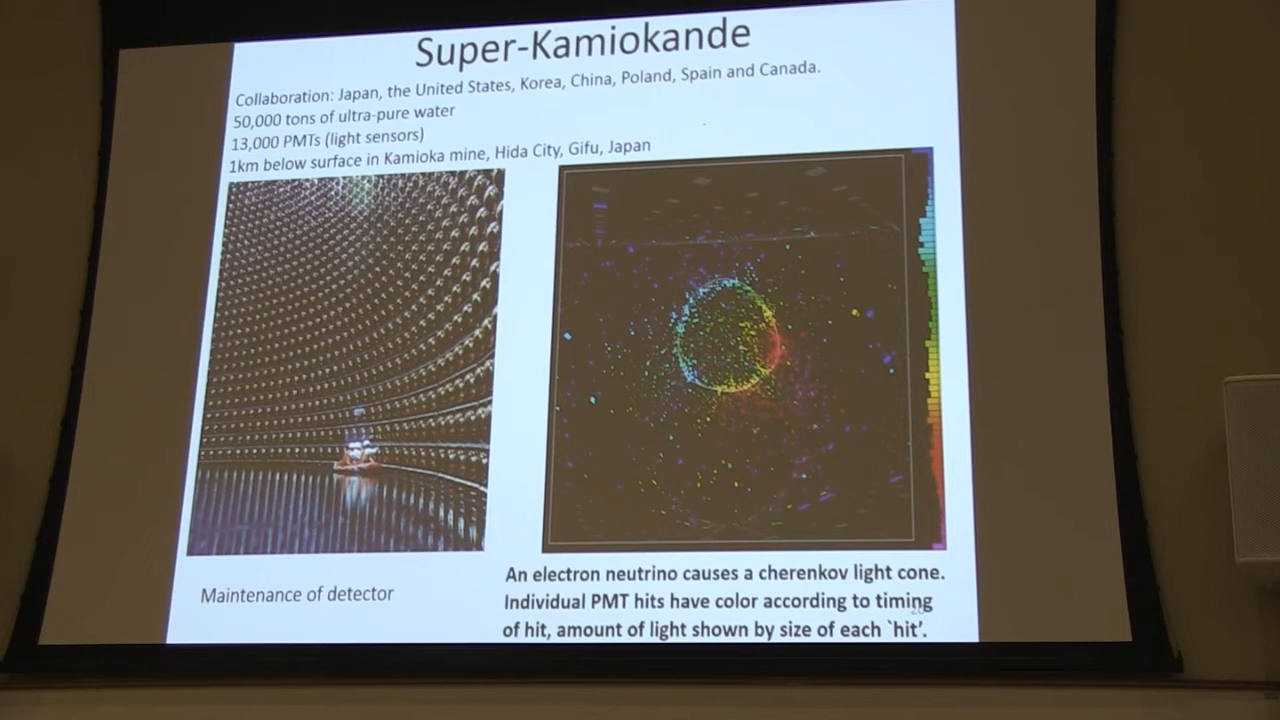 Super-Kamiokande
Collaboration: Japan, the United States, Korea, China, Poland, Spain and Canada.
50,000 tons of ultra-pure water
13,000 PMTs (light sensors)
1km below surface in Kamioka mine, Hida City, Gifu, Japan
Maintenance of detector
An electron neutrino causes a cherenkov light cone.
Individual PMT hits have color according to timing
of hit, amount of light shown by size of each `hit’.